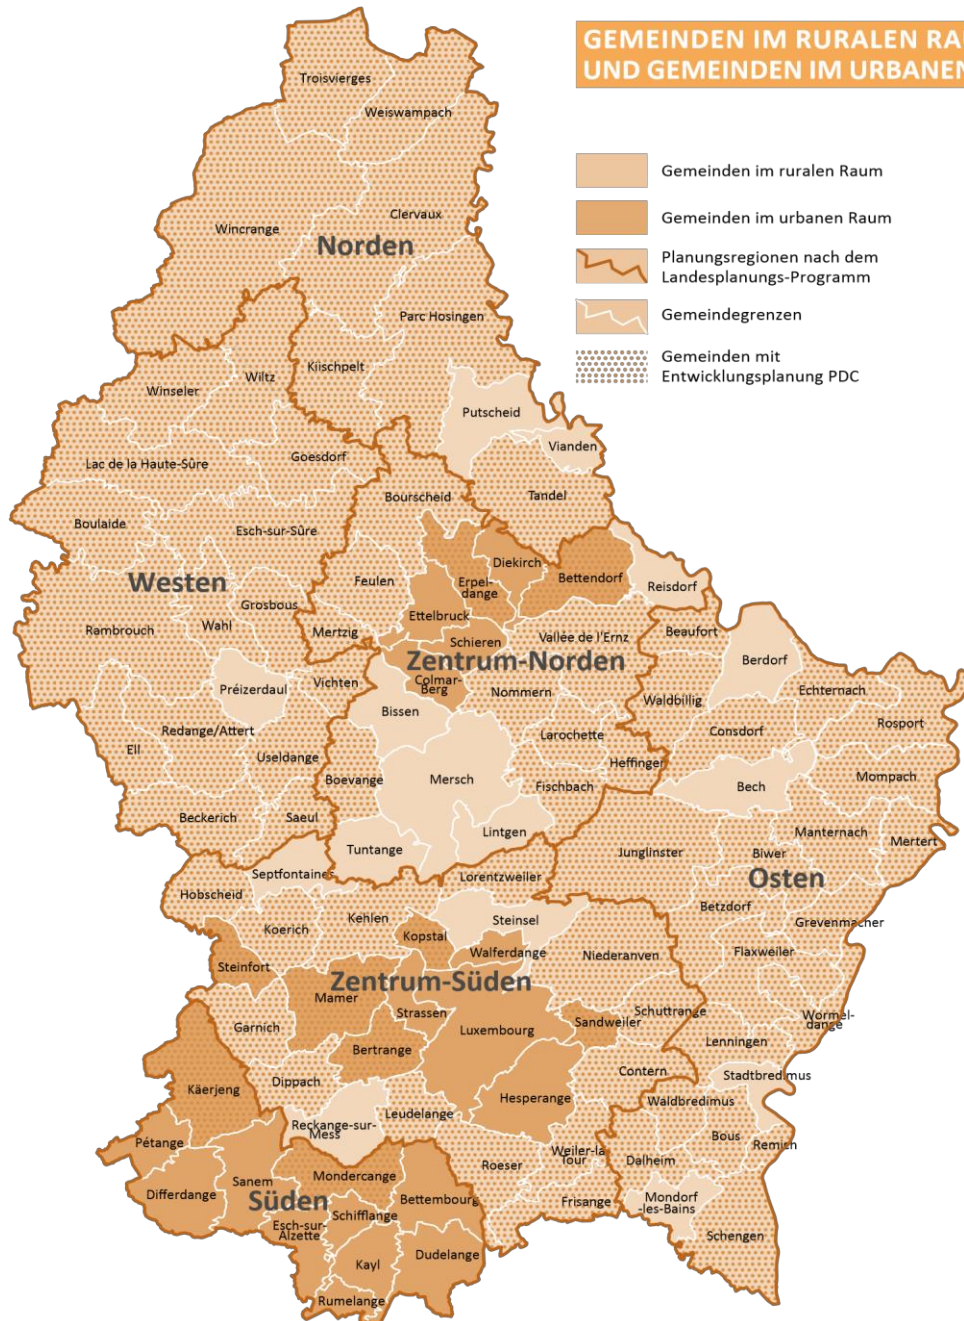 GEMEINDEN IM RURALEN RA
UND GEMEINDEN IM URBANEN
Gemeinden im ruralen Raum
Gemeinden im urbanen Raum
Planungsregionen nach dem
Landesplanungs-Programm
Gemeindegrenzen
Gemeinden mit
Entwicklungsplanung PDC
Troisvierges
Weiswampach
Clervaux
Wincrange
Norden
Parc Hosingen
Kiischpelt
Wiltz
Winseler
Putscheid
Vianden
Goesdorf
Lac de la Haute-Sûre
Tandel
Bourscheid
Boulaide
Esch-sur-Sûre
Diekirch
Bettendorf
Erpel-
dange
Feulen
Reisdorf
Westen
Grosbous
Ettelbruck
Wahl
Rambrouch
Mertzig
Schieren
Vallée de l'Ernz
Beaufort
Zentrum-Norden
Berdorf
Colmar-
Berg
Préizerdaul
Vichten
Nommern
Echternach
Waldbillig
Bissen
Rosport
Redange/Attert
Consdorf
Larochette
Ell
Useldange
Heffinger
Boevange
Mersch
Mompach
Fischbach
Bech
Beckerich
Saeul
Lintgen
Manternach
Mertert
Tuntange
Junglinster
Biwer
Septfontaines
Osten
Lorentzweiler
Hobscheid
Betzdorf
Kehlen
Steinsel
Grevenmacher
Koerich
Kopstal
Walferdange
Flaxweiler
Niederanven
Steinfort
Zentrum-Süden
Mamer
Strassen
Schuttrange
Wormel-
dange
Garnich
Luxembourg
Sandweiler
Lenningen
Bertrange
Dippach
Contern
Stadtbredimus
Käerjeng
Hesperange
Waldbredimus
Leudelange
Reckange-sur-
Mess
Bous
Remich
Pétange
Weiler-la
Tour
Dalheim
Roeser
Mondercange
Sanem
Differdange
Süden
Bettembourg
Frisange
Mondorf
-les-Bains
Schifflange
Esch-sur-
Alzette
Schengen
Dudelange
Kayl
Rumelange